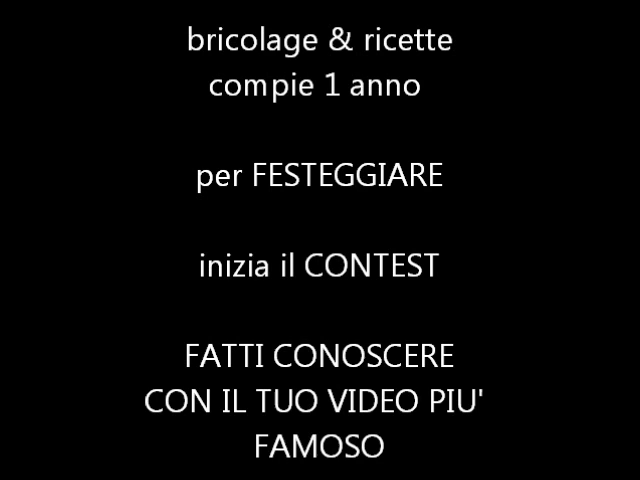 bricolage & ricette
compie 1 anno
per FESTEGGIARE
inizia il CONTEST
FATTI CONOSCERE
CON IL TUO VIDEO PIU'
FAMOSO